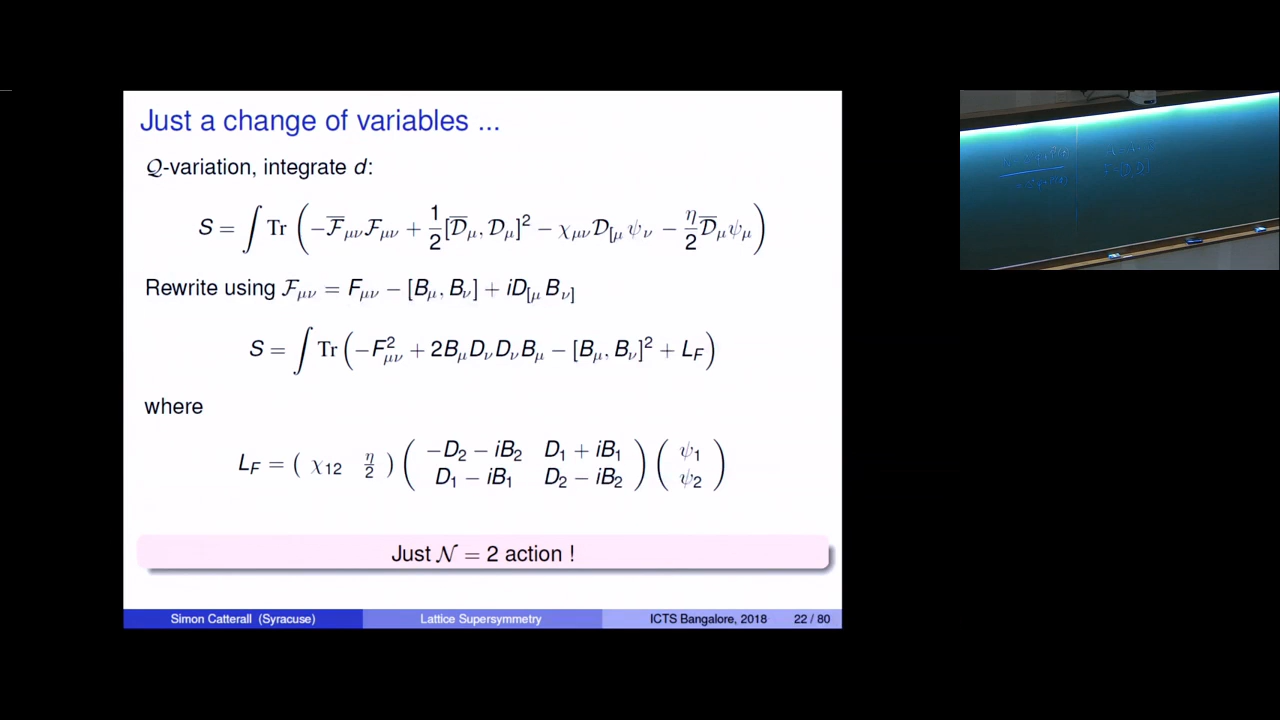 Just a change of variables ...
Q-variation, integrate d:
S = ∫ Tr ( −F̅_μν F_μν + 1/2 [D̅_μ, D_μ]² − χ_μν D_[μ ψ_ν − η/2 D̅_μ ψ_μ )
Rewrite using F_μν = F_μν − [B_μ, B_ν] + iD_[μ B_ν]
S = ∫ Tr ( −F²_μν + 2B_μ D_ν D_ν B_μ − [B_μ, B_ν]² + L_F )
where
L_F = ( χ₁₂ η/2 ) ( −D₂ − iB₂ D₁ + iB₁
D₁ − iB₁ D₂ − iB₂ ) ( ψ₁
ψ₂ )
Just N = 2 action !
Simon Catterall (Syracuse) Lattice Supersymmetry ICTS Bangalore, 2018 22 / 80